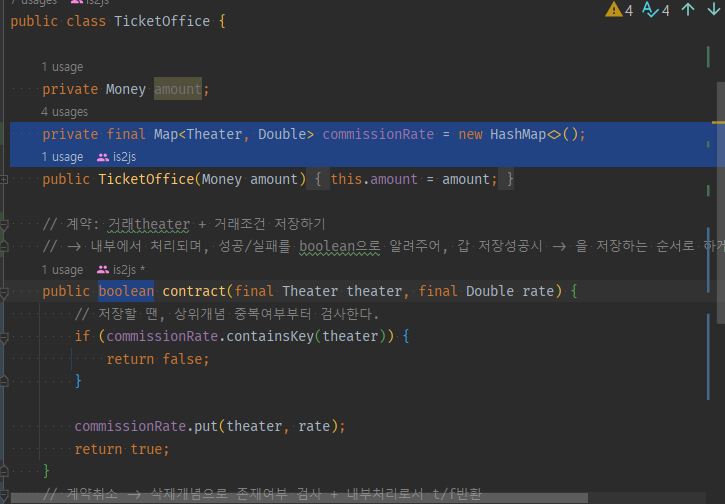 7 usages is2js
public class TicketOffice {
4 4
1 usage
private Money amount;
4 usages
private final Map<Theater, Double> commissionRate = new HashMap<>();
1 usage is2js
public TicketOffice(Money amount) { this.amount = amount; }
// 계약: 거래theater + 거래조건 저장하기
// → 내부에서 처리되며, 성공/실패를 boolean으로 알려주어, 갑 저장성공시 → 을 저장하는 순서로 하게
1 usage is2js *
public boolean contract(final Theater theater, final Double rate) {
// 저장할 땐, 상위개념 중복여부부터 검사한다.
if (commissionRate.containsKey(theater)) {
return false;
}
commissionRate.put(theater, rate);
return true;
}
// 계약취소 → 삭제개념으로 존재여부 검사 + 내부처리로서 t/f반환